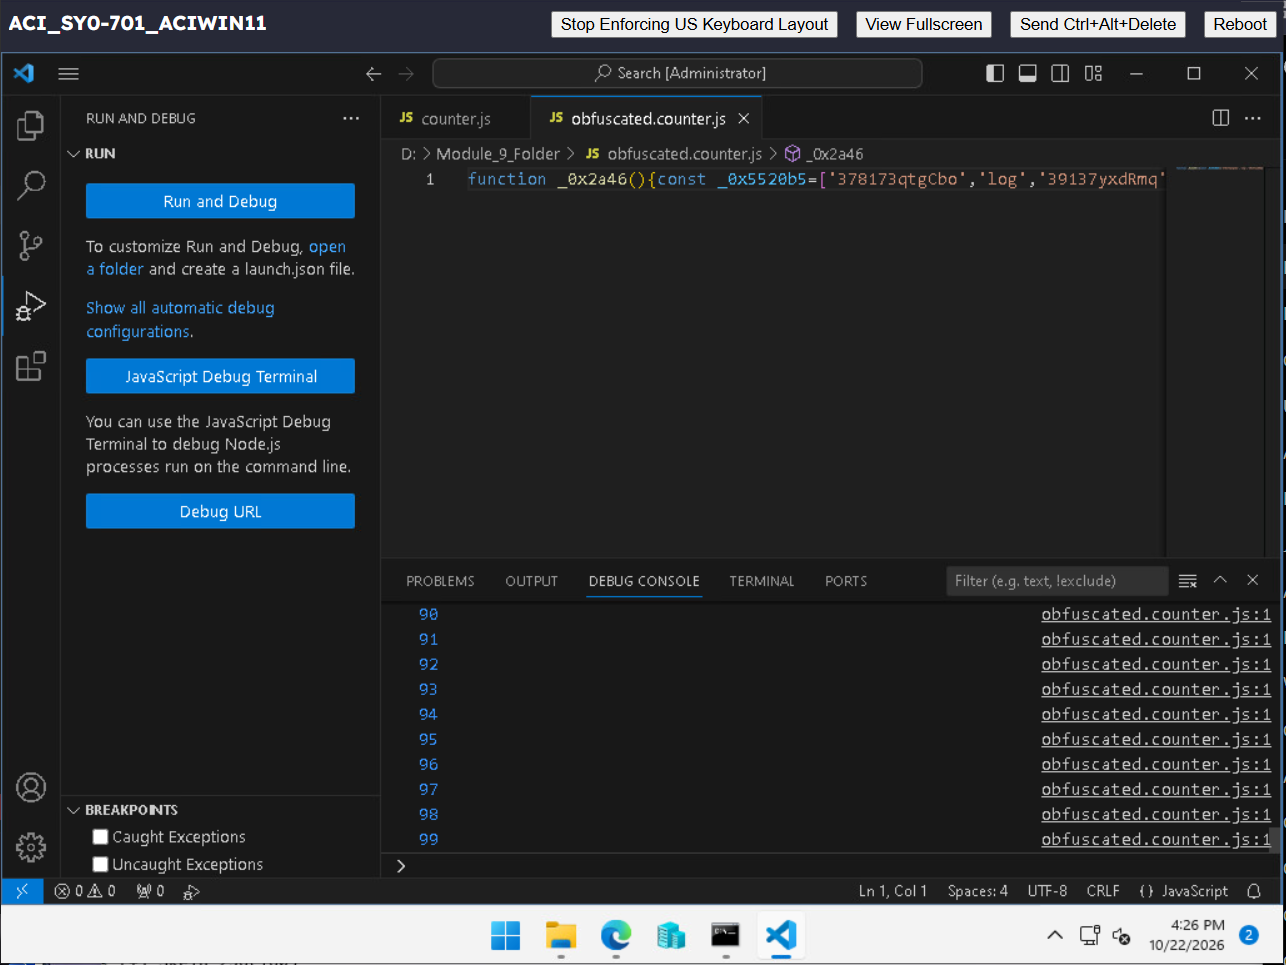 ACI_SY0-701_ACIWIN11
Stop Enforcing US Keyboard Layout
View Fullscreen
Send Ctrl+Alt+Delete
Reboot
Search [Administrator]
RUN AND DEBUG
RUN
Run and Debug
To customize Run and Debug, open
a folder and create a launch.json file.
Show all automatic debug
configurations.
JavaScript Debug Terminal
You can use the JavaScript Debug
Terminal to debug Node.js
processes run on the command line.
Debug URL
BREAKPOINTS
Caught Exceptions
Uncaught Exceptions
JS counter.js
JS obfuscated.counter.js
D: > Module_9_Folder > JS obfuscated.counter.js > _0x2a46
1 function _0x2a46(){const _0x5520b5=['378173qtgCbo','log','39137yxdRmq'
PROBLEMS OUTPUT DEBUG CONSOLE TERMINAL PORTS
Filter (e.g. text, !exclude)
90 obfuscated.counter.js:1
91 obfuscated.counter.js:1
92 obfuscated.counter.js:1
93 obfuscated.counter.js:1
94 obfuscated.counter.js:1
95 obfuscated.counter.js:1
96 obfuscated.counter.js:1
97 obfuscated.counter.js:1
98 obfuscated.counter.js:1
99 obfuscated.counter.js:1
0 0 0
Ln 1, Col 1 Spaces: 4 UTF-8 CRLF {} JavaScript
4:26 PM
10/22/2026
2